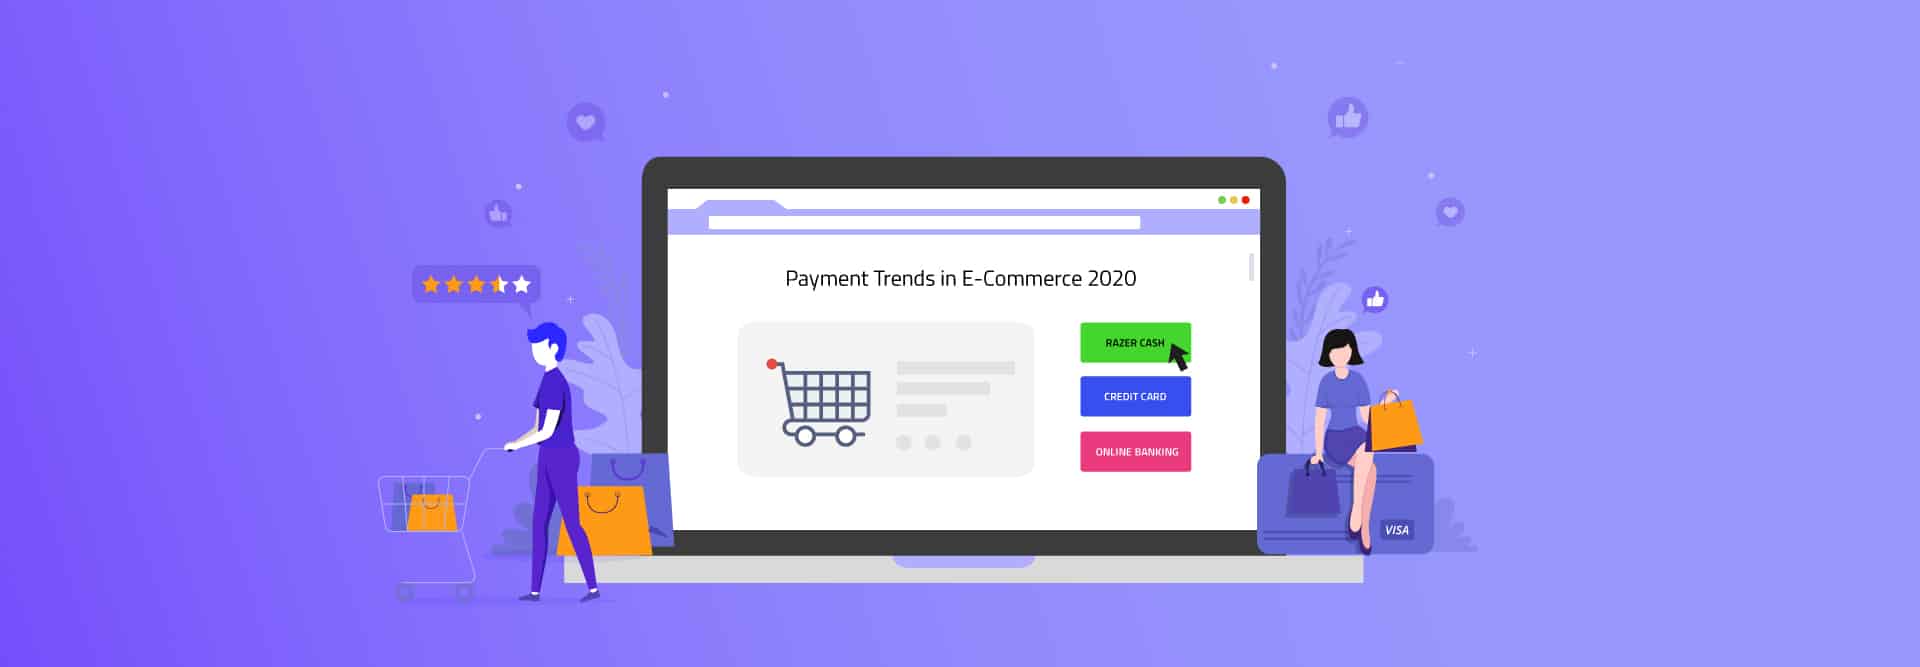 Payment Trends in E-Commerce 2020
RAZER CASH
CREDIT CARD
ONLINE BANKING
VISA